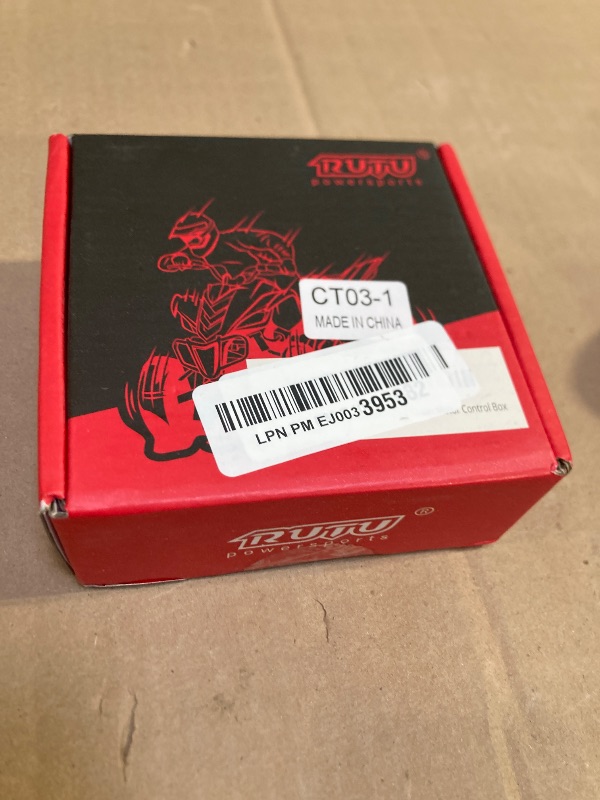 RUTU®
powersports
CT03-1
MADE IN CHINA
Control Box
LPN PM EJ003 3953
RUTU®
powersports